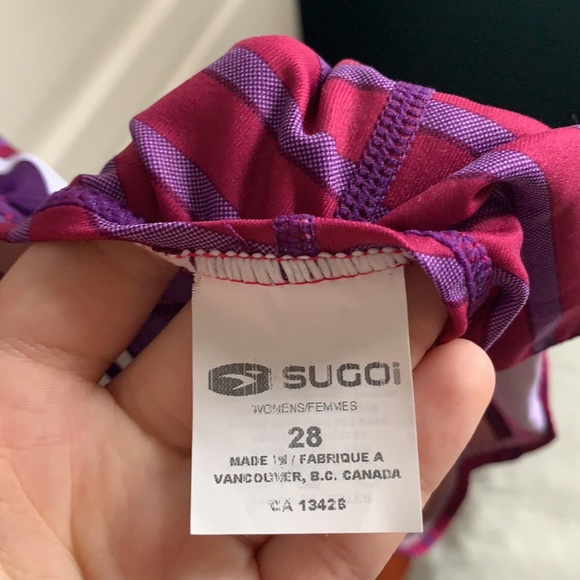 SUGOi
WOMENS/FEMMES
28
MADE IN / FABRIQUE A
VANCOUVER, B.C. CANADA
CA 13426